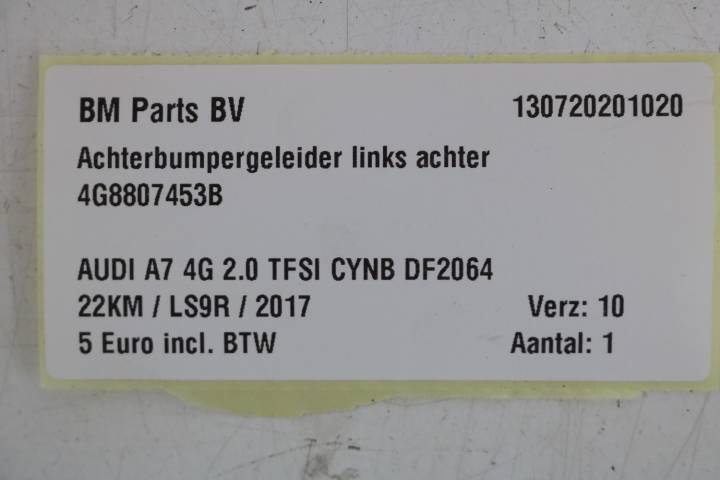 BM Parts BV 130720201020
Achterbumpergeleider links achter
4G8807453B
AUDI A7 4G 2.0 TFSI CYNB DF2064
22KM / LS9R / 2017 Verz: 10
5 Euro incl. BTW Aantal: 1